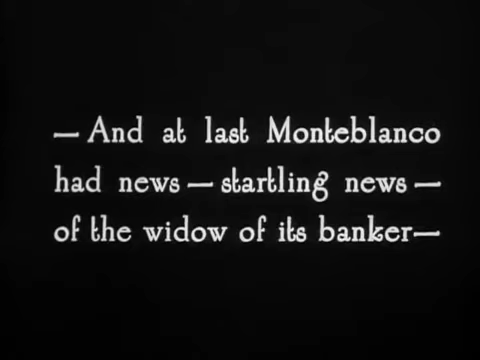 — And at last Monteblanco
had news — startling news —
of the widow of its banker —